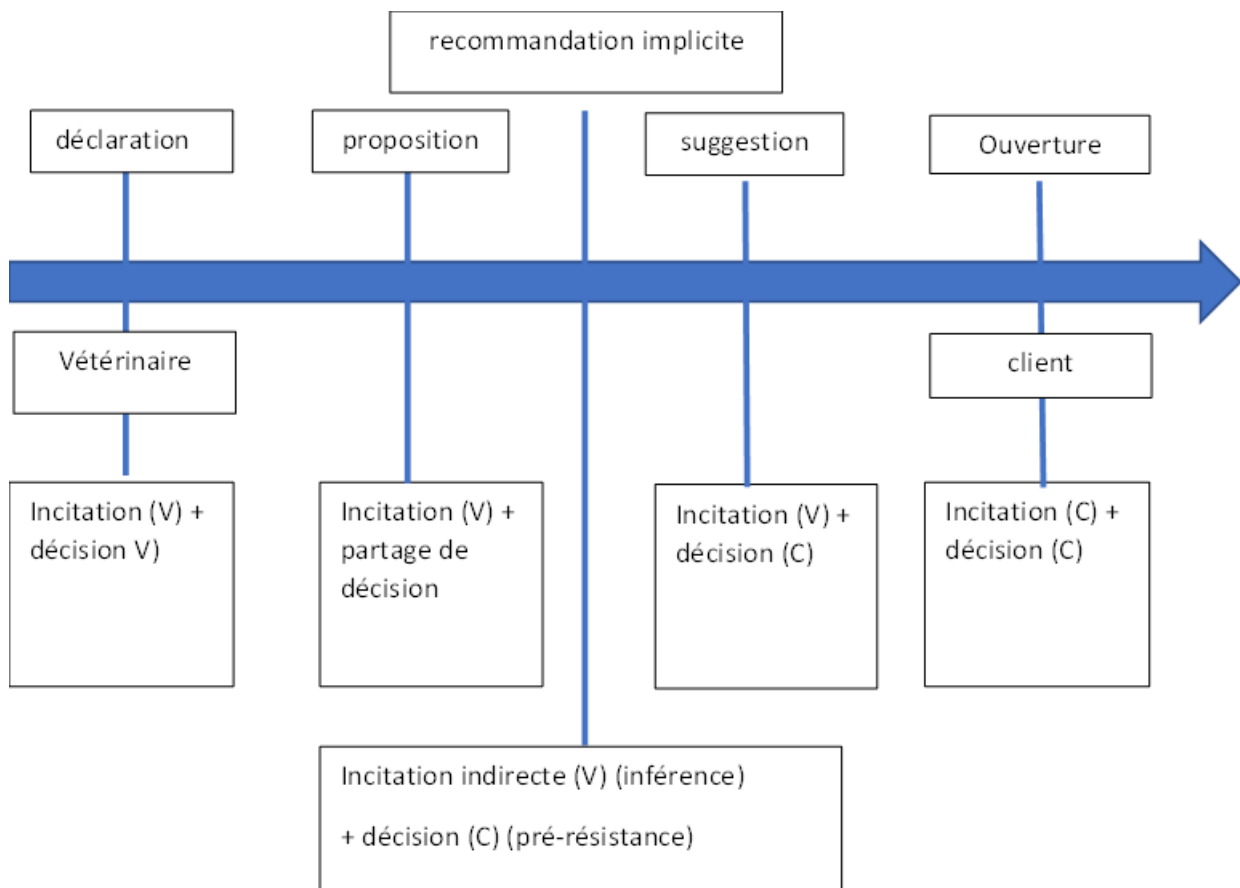 recommandation implicite
déclaration
proposition
suggestion
Ouverture
Vétérinaire
client
Incitation (V) +
décision V)
Incitation (V) +
partage de
décision
Incitation (V) +
décision (C)
Incitation (C) +
décision (C)
Incitation indirecte (V) (inférence)
+ décision (C) (pré-résistance)